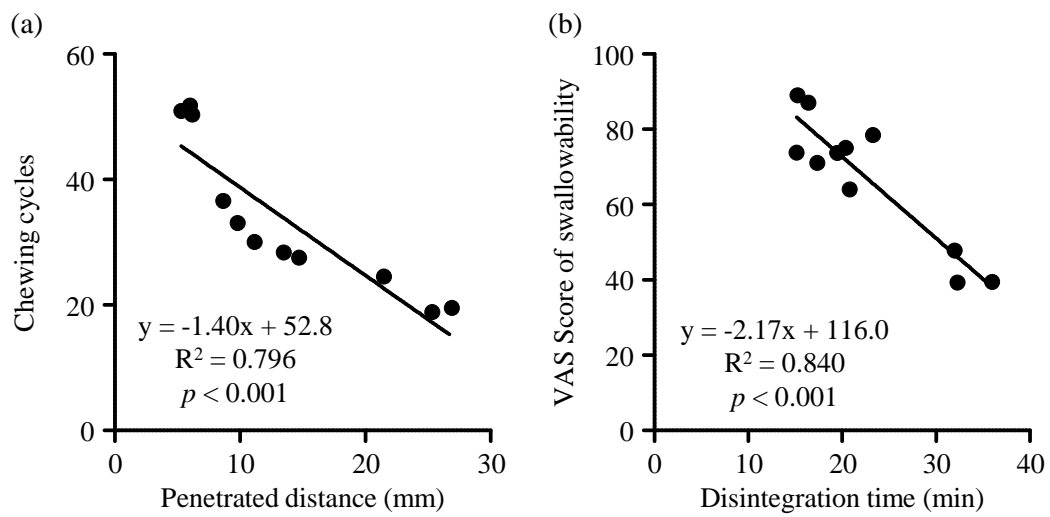 (a)
60
40
20
0
0
10
20
30
Chewing cycles
Penetrated distance (mm)
y = -1.40x + 52.8
R² = 0.796
p < 0.001
(b)
100
80
60
40
20
0
0
10
20
30
40
VAS Score of swallowability
Disintegration time (min)
y = -2.17x + 116.0
R² = 0.840
p < 0.001